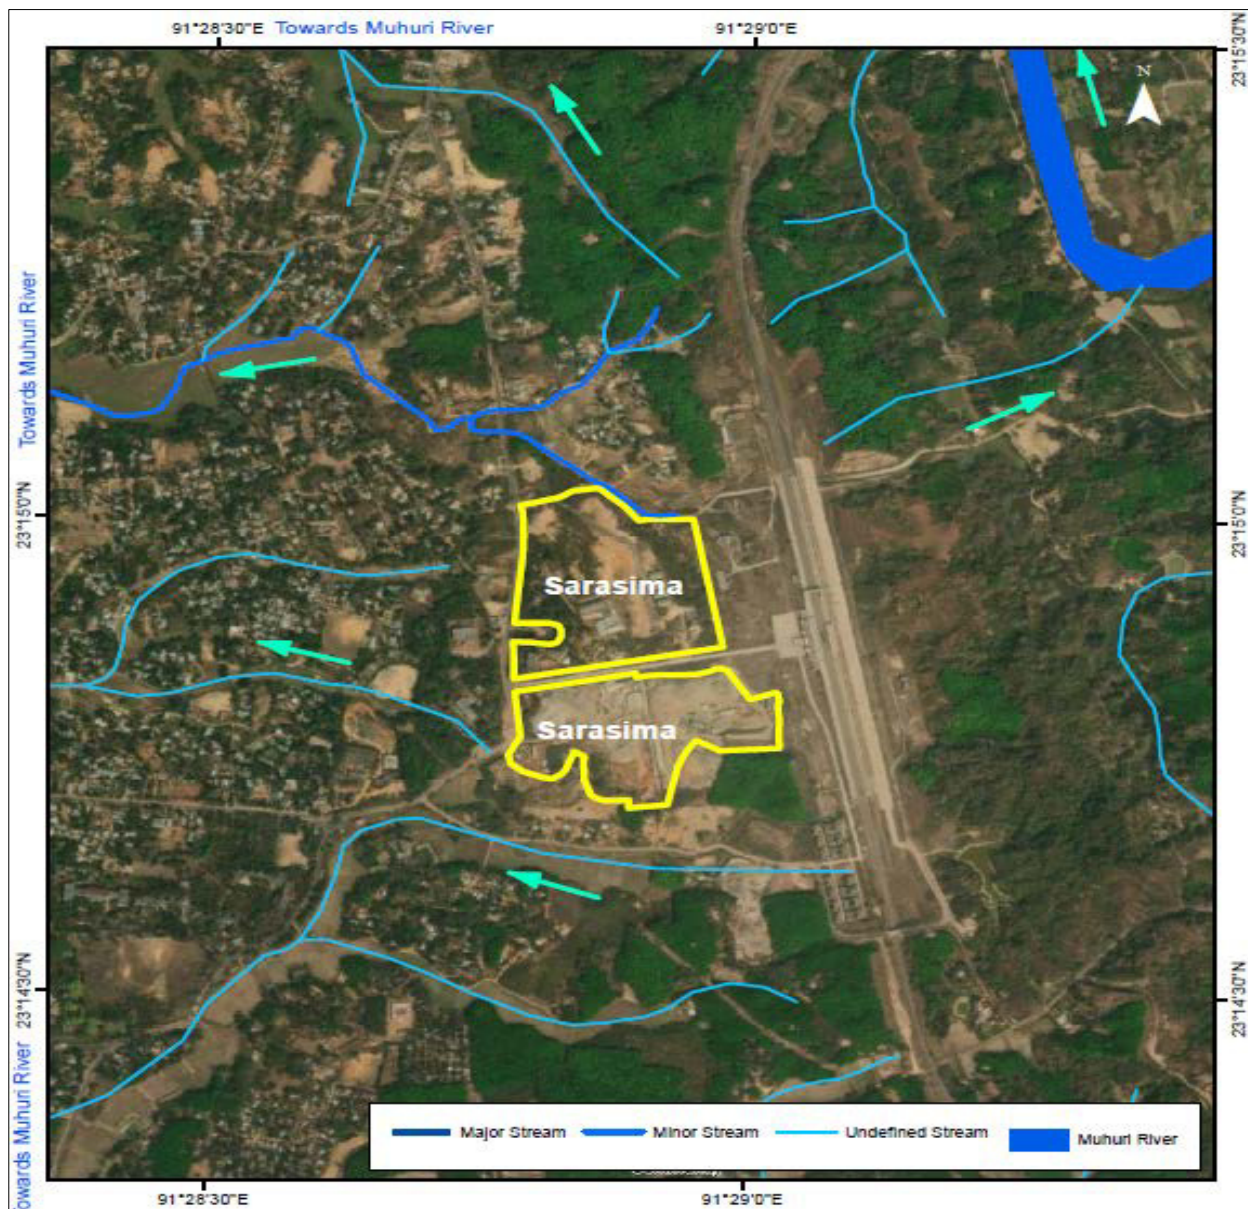 91°28'30"E Towards Muhuri River 91°29'0"E
23°15'30"N
N
Towards Muhuri River
23°15'0"N
23°15'0"N
Sarasima
Sarasima
23°14'30"N
23°14'30"N
Towards Muhuri River
Major Stream Minor Stream Undefined Stream Muhuri River
91°28'30"E 91°29'0"E